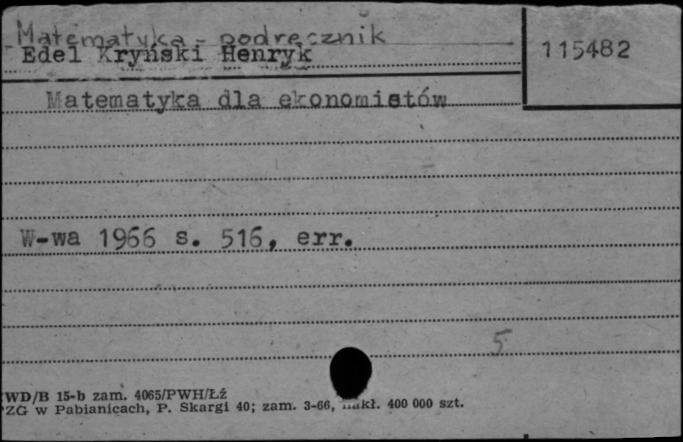 Matematyka - podręcznik
Edel Kryński Henryk
115482
Matematyka dla ekonomistów
W-wa 1966 s. 516, err.
5
WD/B 15-b zam. 4065/PWH/Łź
ZG w Pabianicach, P. Skargi 40; zam. 3-66, kł. 400 000 szt.